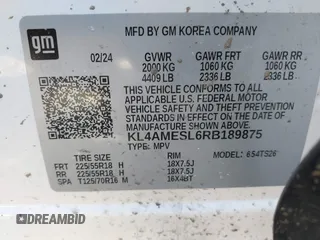 gm
MFD BY GM KOREA COMPANY
02/24 GVWR GAWR FRT GAWR RR
2000 KG 1060 KG 1060 KG
4409 LB 2336 LB 2336 LB
THIS VEHICLE CONFORMS TO ALL APPLICABLE U.S. FEDERAL MOTOR
VEHICLE SAFETY, BUMPER, AND THEFT PREVENTION
STANDARDS IN EFFECT ON THE DATE OF MANUFACTURE SHOWN ABOVE.
KL4AMESL6RB189875
TYPE: MPV
TIRE SIZE RIM MODEL: 6S4TS26
FRT 225/55R18 H 18X7.5J
RR 225/55R18 H 18X7.5J
SPA T125/70R16 M 16X4BT